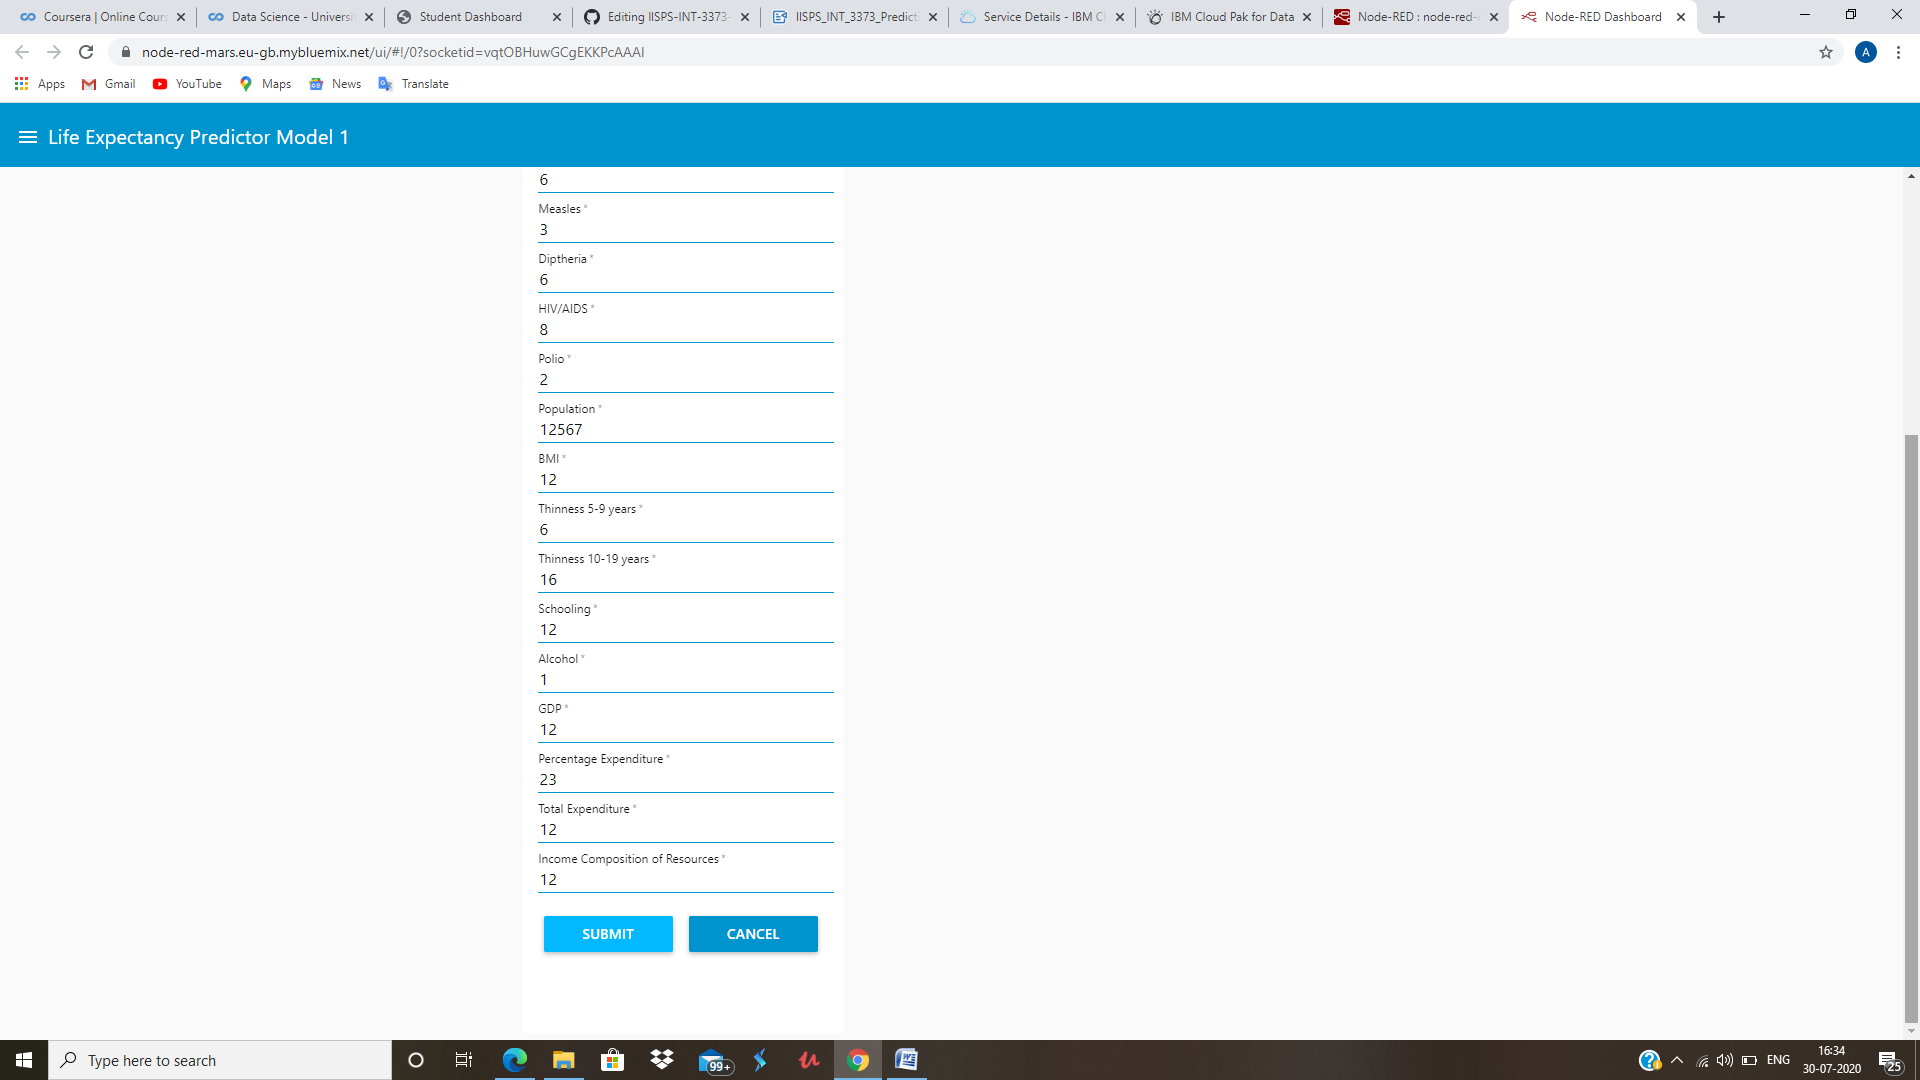 Coursera | Online Cours
Data Science - Universit
Student Dashboard
Editing IISPS-INT-3373-
IISPS_INT_3373_Predicti
Service Details - IBM Cl
IBM Cloud Pak for Data
Node-RED : node-red-
Node-RED Dashboard
node-red-mars.eu-gb.mybluemix.net/ui/#!/0?socketid=vqtOBHuwGCgEKKPcAAAI
A
Apps
Gmail
YouTube
Maps
News
Translate
Life Expectancy Predictor Model 1
6
Measles *
3
Diptheria *
6
HIV/AIDS *
8
Polio *
2
Population *
12567
BMI *
12
Thinness 5-9 years *
6
Thinness 10-19 years *
16
Schooling *
12
Alcohol *
1
GDP *
12
Percentage Expenditure *
23
Total Expenditure *
12
Income Composition of Resources *
12
SUBMIT
CANCEL
Type here to search
99+
ENG
16:34
30-07-2020
25